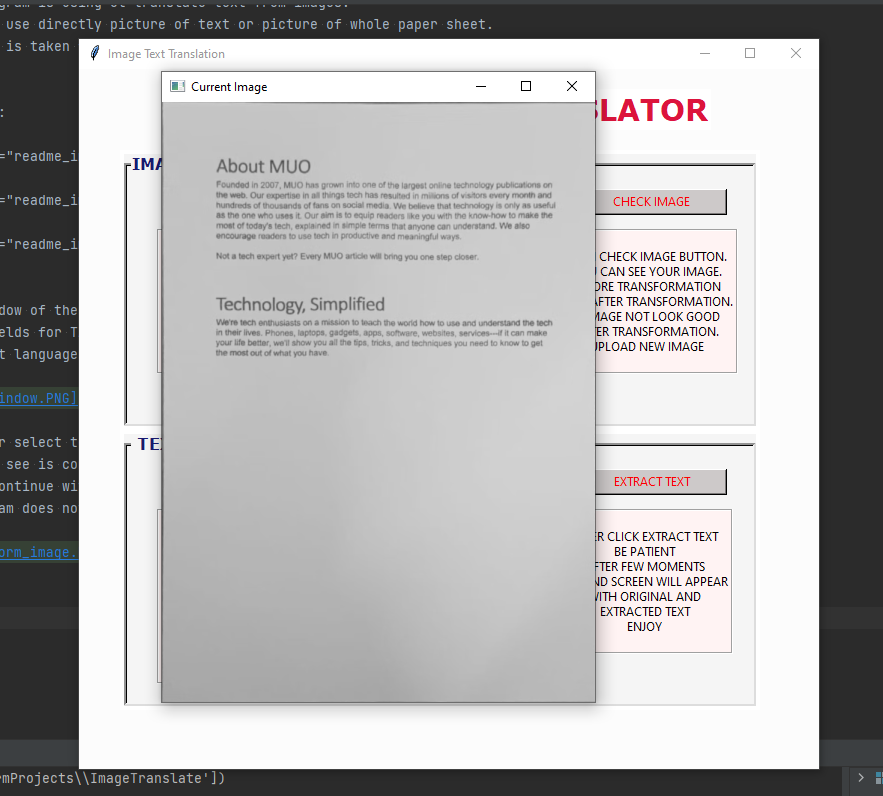 gram is being of translate text from images.
use directly picture of text or picture of whole paper sheet.
is taken
:
="readme_i
="readme_i
="readme_i
ndow of the
elds for T
t language
indow.PNG]
r select t
see is co
ontinue wi
am does no
orm_image.
Image Text Translation
SLATOR
IMA
CHECK IMAGE
CHECK IMAGE BUTTON.
CAN SEE YOUR IMAGE.
ORE TRANSFORMATION
AFTER TRANSFORMATION.
MAGE NOT LOOK GOOD
ER TRANSFORMATION.
UPLOAD NEW IMAGE
TE
EXTRACT TEXT
ER CLICK EXTRACT TEXT
BE PATIENT
FTER FEW MOMENTS
ND SCREEN WILL APPEAR
WITH ORIGINAL AND
EXTRACTED TEXT
ENJOY
Current Image
About MUO
Founded in 2007, MUO has grown into one of the largest online technology publications on
the web. Our expertise in all things tech has resulted in millions of visitors every month and
hundreds of thousands of fans on social media. We believe that technology is only as useful
as the one who uses it. Our aim is to equip readers like you with the know-how to make the
most of today's tech, explained in simple terms that anyone can understand. We also
encourage readers to use tech in productive and meaningful ways.
Not a tech expert yet? Every MUO article will bring you one step closer.
Technology, Simplified
We're tech enthusiasts on a mission to teach the world how to use and understand the tech
in their lives. Phones, laptops, gadgets, apps, software, websites, services—if it can make
your life better, we'll show you all the tips, tricks, and techniques you need to know to get
the most out of what you have.
rmProjects\\ImageTranslate'])